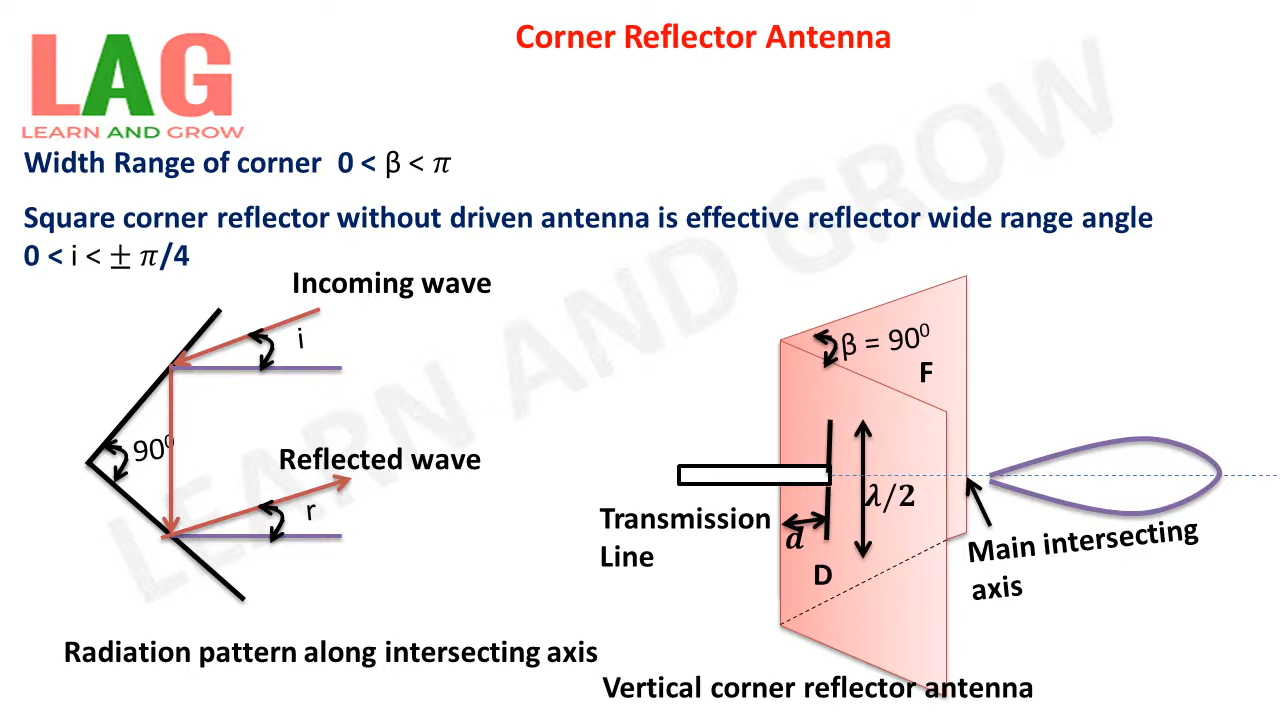 Corner Reflector Antenna
LAG
LEARN AND GROW
Width Range of corner 0 < β < 𝜋
Square corner reflector without driven antenna is effective reflector wide range angle
0 < i < ± 𝜋/4
Incoming wave
i
90⁰
Reflected wave
r
Radiation pattern along intersecting axis
β = 90⁰
F
λ/2
Transmission
Line
d
D
Main intersecting
axis
Vertical corner reflector antenna
LEARN AND GROW